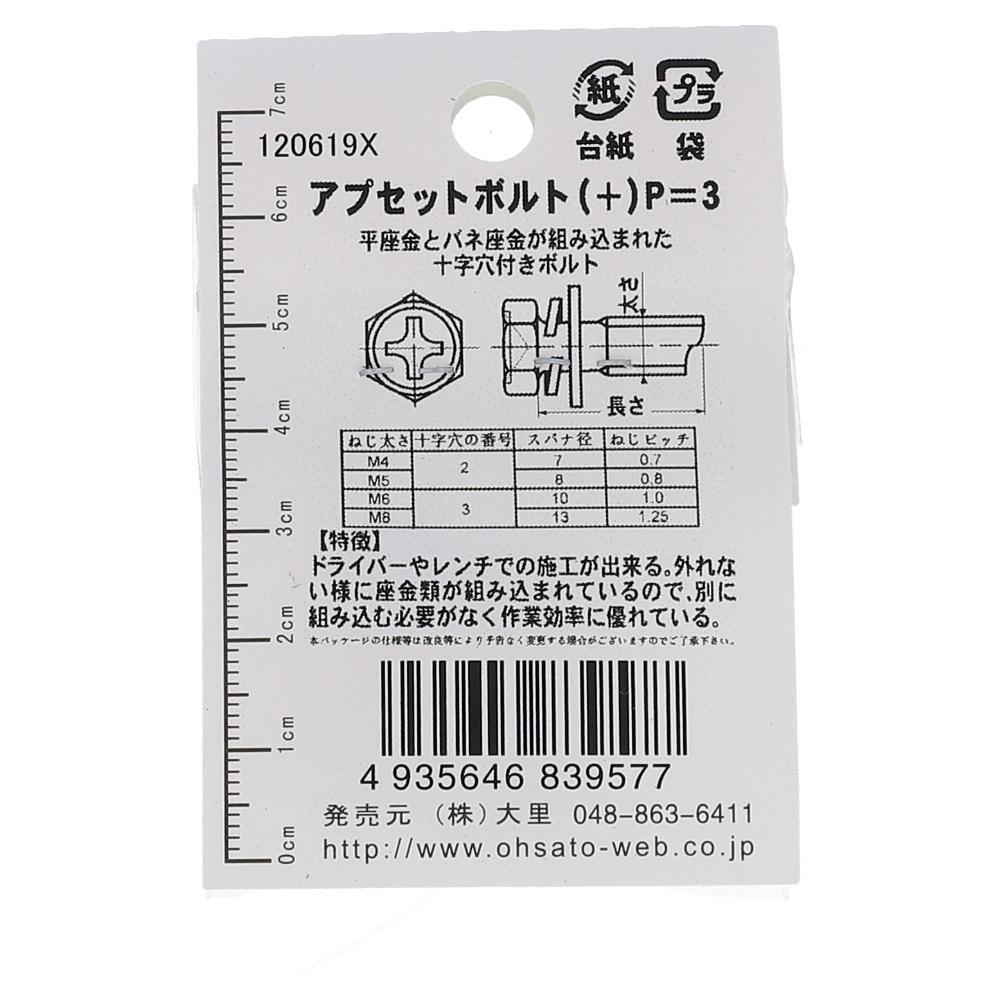 紙
プラ
台紙 袋
120619X
アプセットボルト(+)P=3
平座金とバネ座金が組み込まれた
十字穴付きボルト
太さ
長さ
ねじ太さ 十字穴の番号 スパナ径 ねじピッチ
M4 2 7 0.7
M5 8 0.8
M6 3 10 1.0
M8 13 1.25
【特徴】
ドライバーやレンチでの施工が出来る。外れな
い様に座金類が組み込まれているので、別に
組み込む必要がなく作業効率に優れている。
本パッケージの仕様等は改良等により予告なく変更する場合がございますのでご了承下さい。
4 935646 839577
発売元 (株)大里 048-863-6411
http://www.ohsato-web.co.jp
7cm
6cm
5cm
4cm
3cm
2cm
1cm
0cm